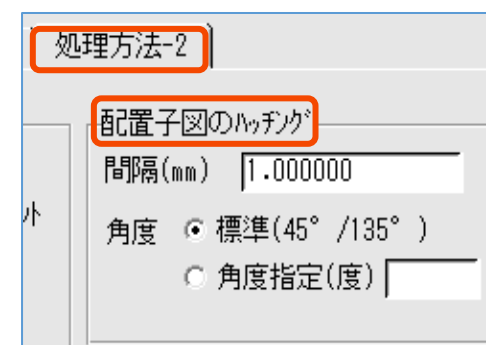 処理方法-2
配置子図のﾊｯﾁﾝｸﾞ
間隔(mm) 1.000000
ﾄ
角度 標準(45°/135°)
角度指定(度)